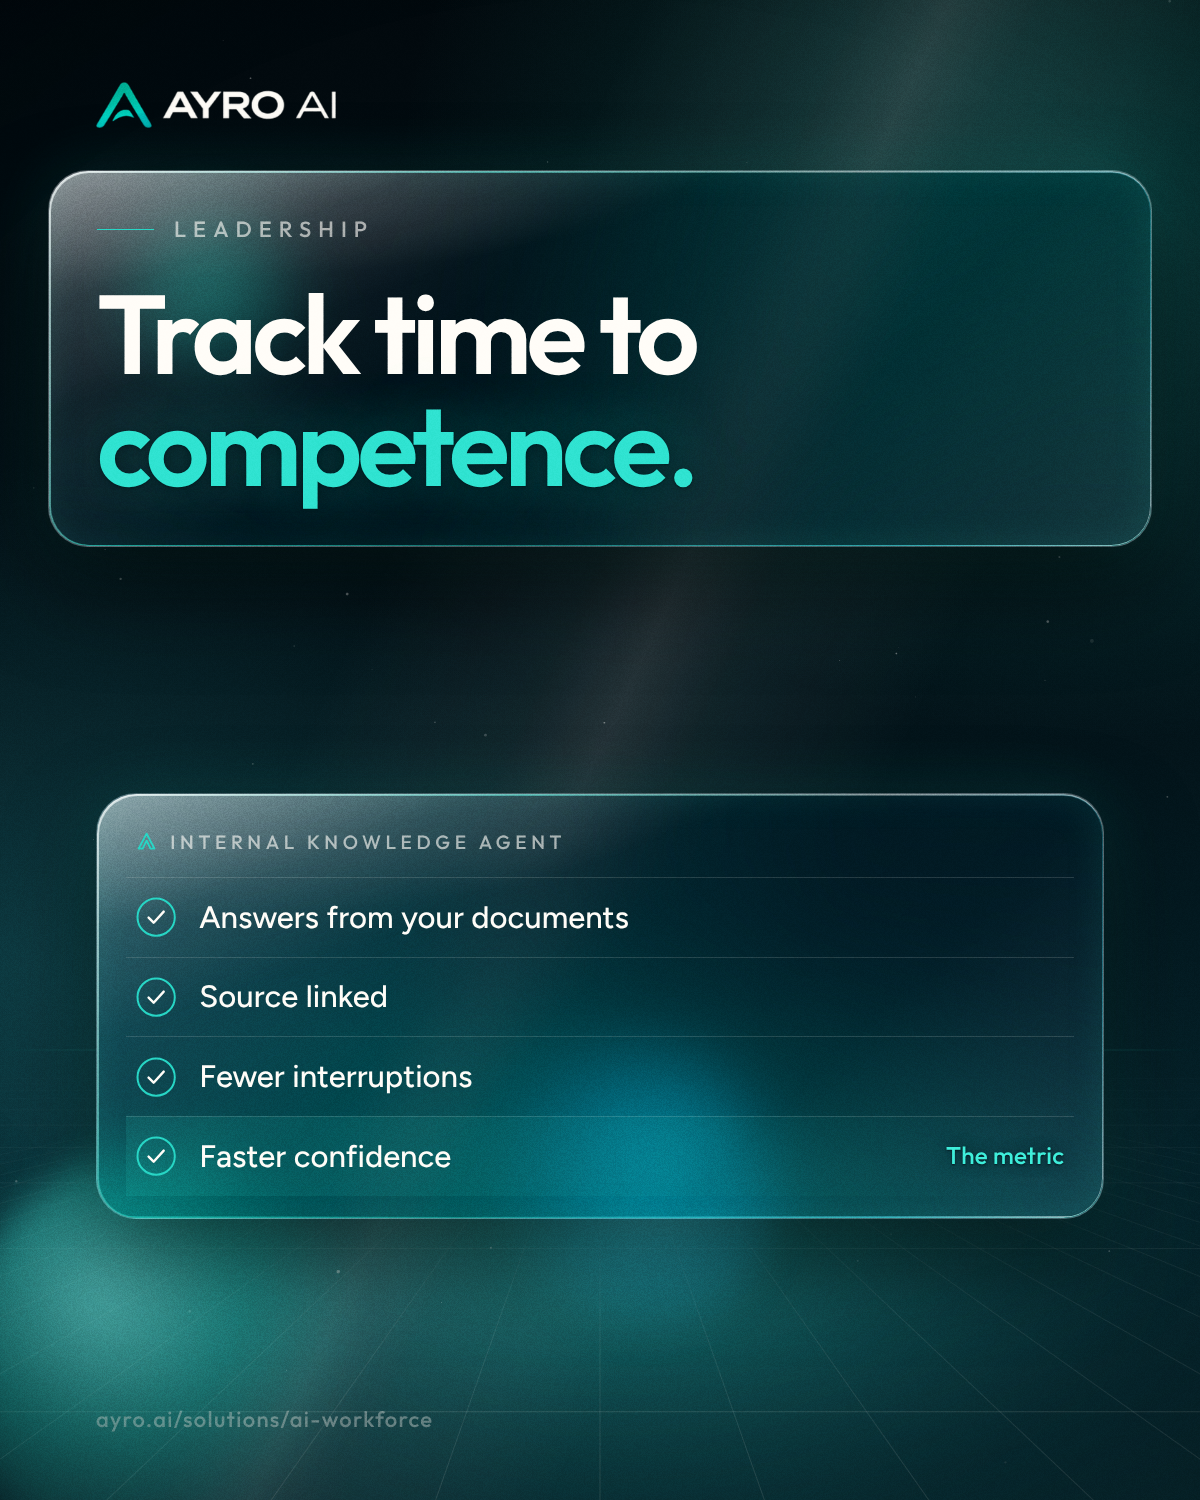 AYRO AI
LEADERSHIP
Track time to
competence.
INTERNAL KNOWLEDGE AGENT
Answers from your documents
Source linked
Fewer interruptions
Faster confidence
The metric
ayro.ai/solutions/ai-workforce